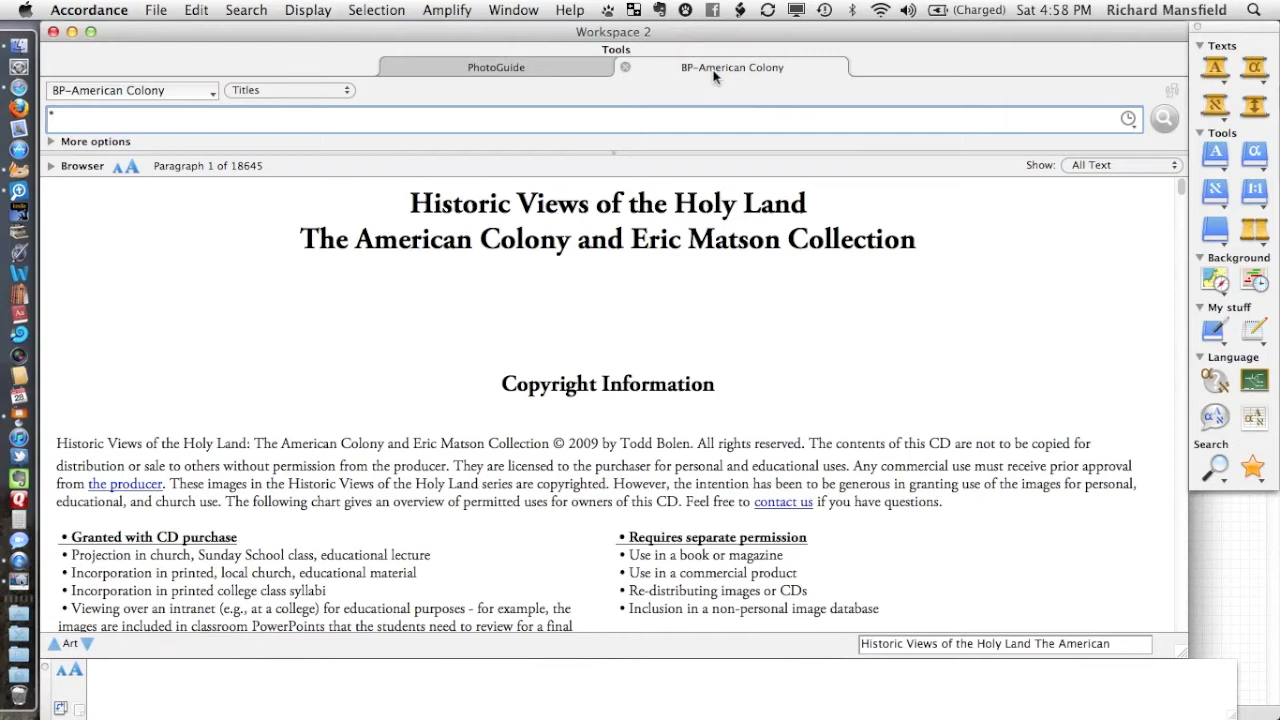 Accordance File Edit Search Display Selection Amplify Window Help (Charged) Sat 4:58 PM Richard Mansfield
Workspace 2
Tools
PhotoGuide BP-American Colony
BP-American Colony Titles
*
More options
Browser AA Paragraph 1 of 18645 Show: All Text
Historic Views of the Holy Land
The American Colony and Eric Matson Collection
Copyright Information
Historic Views of the Holy Land: The American Colony and Eric Matson Collection © 2009 by Todd Bolen. All rights reserved. The contents of this CD are not to be copied for
distribution or sale to others without permission from the producer. They are licensed to the purchaser for personal and educational uses. Any commercial use must receive prior approval
from the producer. These images in the Historic Views of the Holy Land series are copyrighted. However, the intention has been to be generous in granting use of the images for personal,
educational, and church use. The following chart gives an overview of permitted uses for owners of this CD. Feel free to contact us if you have questions.
• Granted with CD purchase
• Projection in church, Sunday School class, educational lecture
• Incorporation in printed, local church, educational material
• Incorporation in printed college class syllabi
• Viewing over an intranet (e.g., at a college) for educational purposes - for example, the
images are included in classroom PowerPoints that the students need to review for a final
• Requires separate permission
• Use in a book or magazine
• Use in a commercial product
• Re-distributing images or CDs
• Inclusion in a non-personal image database
Art Historic Views of the Holy Land The American
AA
Texts
A α
א
Tools
A α
א 1:1
Background
My stuff
Language
Search